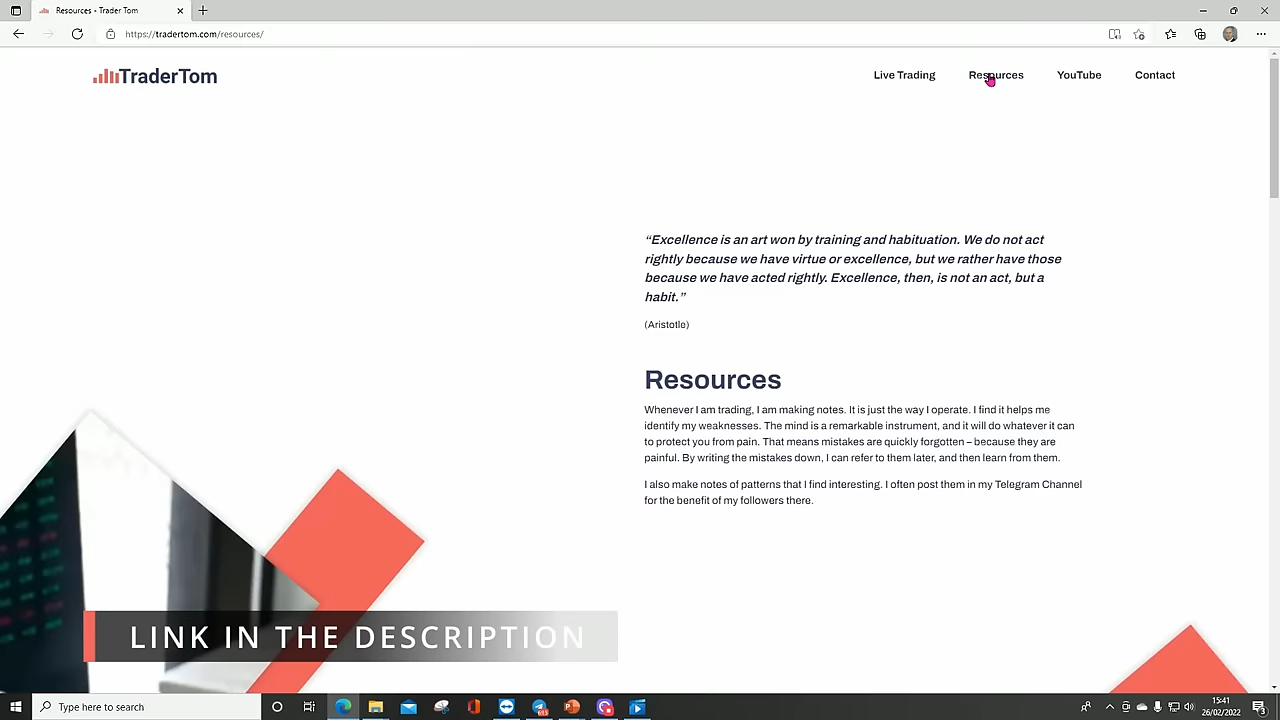 Resources • Trader Tom
https://tradertom.com/resources/
TraderTom
Live Trading
Resources
YouTube
Contact
“Excellence is an art won by training and habituation. We do not act
rightly because we have virtue or excellence, but we rather have those
because we have acted rightly. Excellence, then, is not an act, but a
habit.”
(Aristotle)
Resources
Whenever I am trading, I am making notes. It is just the way I operate. I find it helps me
identify my weaknesses. The mind is a remarkable instrument, and it will do whatever it can
to protect you from pain. That means mistakes are quickly forgotten – because they are
painful. By writing the mistakes down, I can refer to them later, and then learn from them.
I also make notes of patterns that I find interesting. I often post them in my Telegram Channel
for the benefit of my followers there.
LINK IN THE DESCRIPTION
Type here to search
15:41
26/02/2022